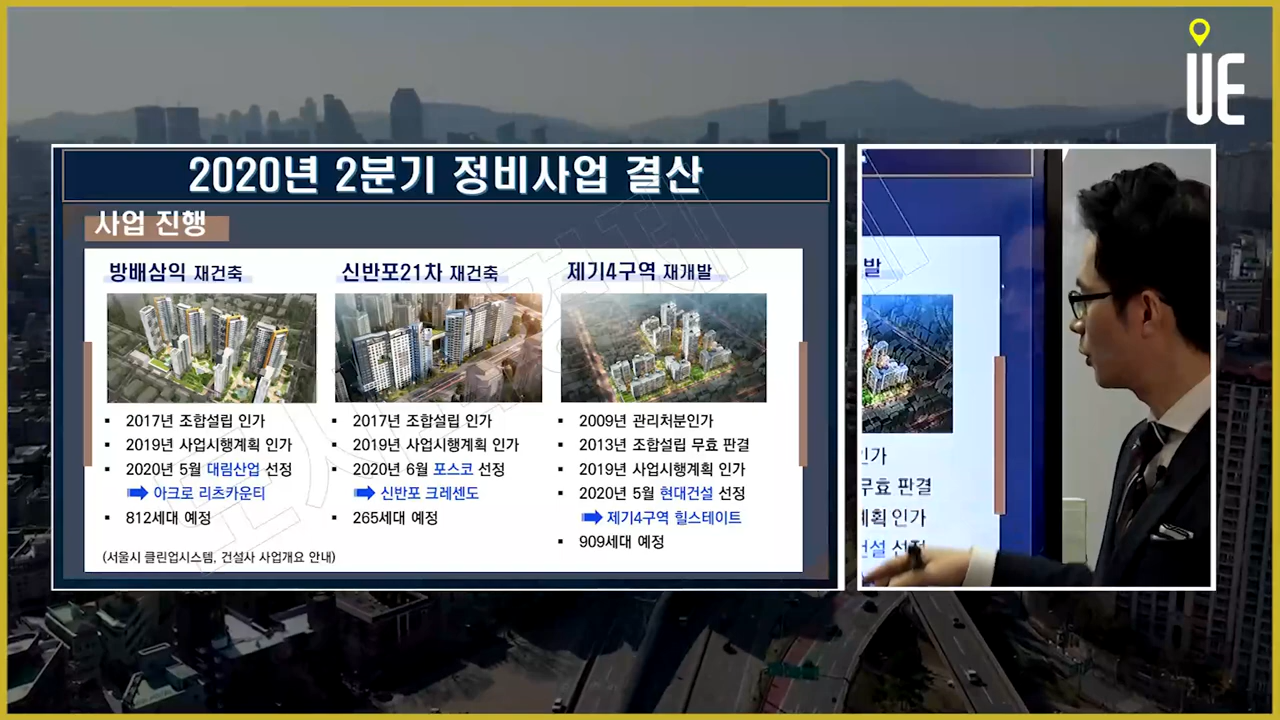 UE
2020년 2분기 정비사업 결산
사업 진행
방배삼익 재건축
▪ 2017년 조합설립 인가
▪ 2019년 사업시행계획 인가
▪ 2020년 5월 대림산업 선정
➡ 아크로 리츠카운티
▪ 812세대 예정
신반포21차 재건축
▪ 2017년 조합설립 인가
▪ 2019년 사업시행계획 인가
▪ 2020년 6월 포스코 선정
➡ 신반포 크레센도
▪ 265세대 예정
제기4구역 재개발
▪ 2009년 관리처분인가
▪ 2013년 조합설립 무효 판결
▪ 2019년 사업시행계획 인가
▪ 2020년 5월 현대건설 선정
➡ 제기4구역 힐스테이트
▪ 909세대 예정
(서울시 클린업시스템, 건설사 사업개요 안내)
발
인가
무효 판결
계획 인가
건설 선정